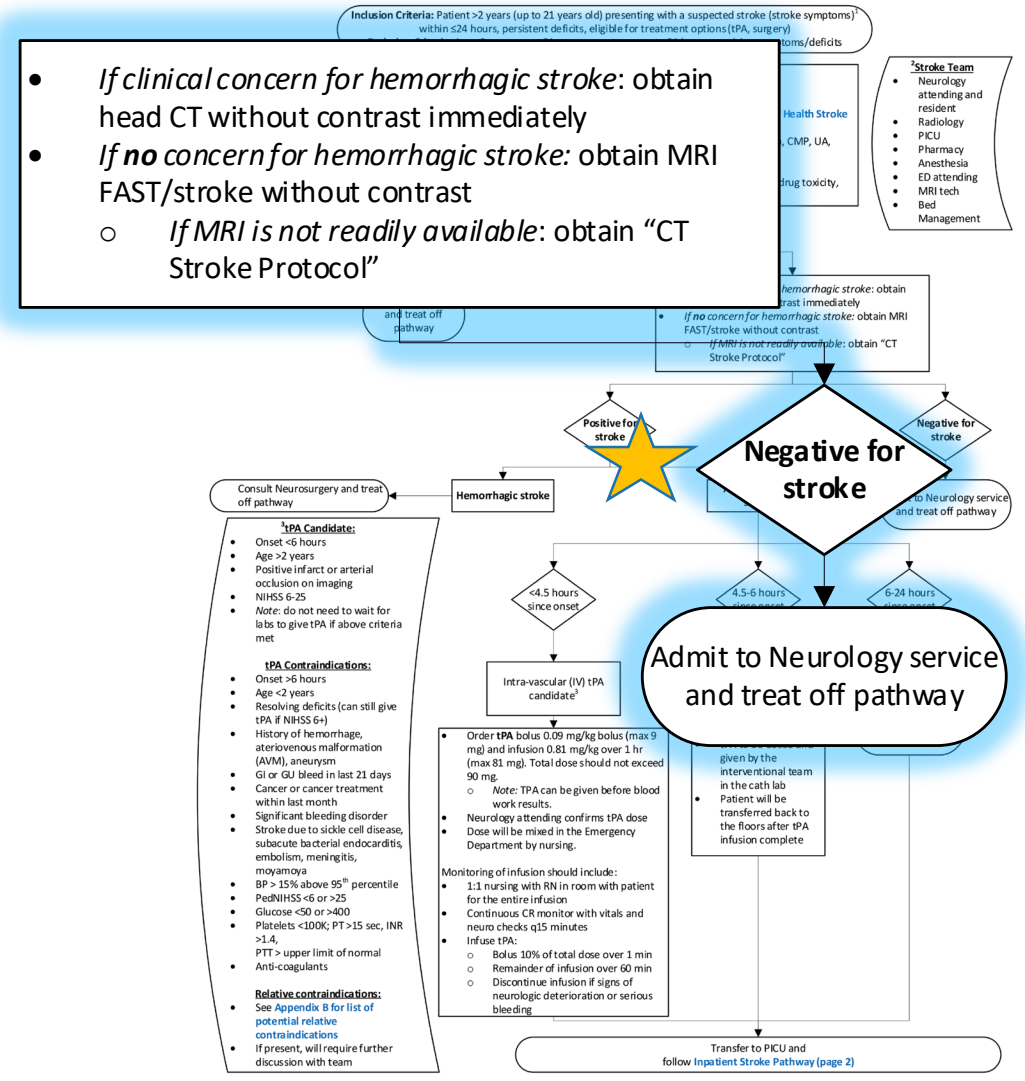 Inclusion Criteria: Patient >2 years (up to 21 years old) presenting with a suspected stroke (stroke symptoms)1
within ≤24 hours, persistent deficits, eligible for treatment options (tPA, surgery)
oms/deficits
• If clinical concern for hemorrhagic stroke: obtain
head CT without contrast immediately
• If no concern for hemorrhagic stroke: obtain MRI
FAST/stroke without contrast
o If MRI is not readily available: obtain “CT
Stroke Protocol”
Health Stroke
, CMP, UA,
drug toxicity,
2Stroke Team
• Neurology
attending and
resident
• Radiology
• PICU
• Pharmacy
• Anesthesia
• ED attending
• MRI tech
• Bed
Management
and treat off
pathway
hemorrhagic stroke: obtain
immediately
• If no concern for hemorrhagic stroke: obtain MRI
FAST/stroke without contrast
o If MRI is not readily available: obtain “CT
Stroke Protocol”
Positive for
stroke
Negative for
stroke
Negative for
stroke
Consult Neurosurgery and treat
off pathway
Hemorrhagic stroke
to Neurology service
and treat off pathway
Admit to Neurology service
and treat off pathway
3tPA Candidate:
• Onset <6 hours
• Age >2 years
• Positive infarct or arterial
occlusion on imaging
• NIHSS 6-25
• Note: do not need to wait for
labs to give tPA if above criteria
met
tPA Contraindications:
• Onset >6 hours
• Age <2 years
• Resolving deficits (can still give
tPA if NIHSS 6+)
• History of hemorrhage,
ateriovenous malformation
(AVM), aneurysm
• GI or GU bleed in last 21 days
• Cancer or cancer treatment
within last month
• Significant bleeding disorder
• Stroke due to sickle cell disease,
subacute bacterial endocarditis,
embolism, meningitis,
moyamoya
• BP > 15% above 95th percentile
• PedNIHSS <6 or >25
• Glucose <50 or >400
• Platelets <100K; PT >15 sec, INR
>1.4,
PTT > upper limit of normal
• Anti-coagulants
Relative contraindications:
• See Appendix B for list of
potential relative
contraindications
• If present, will require further
discussion with team
<4.5 hours
since onset
4.5-6 hours
since onset
6-24 hours
since onset
Intra-vascular (IV) tPA
candidate3
• Order tPA bolus 0.09 mg/kg bolus (max 9
mg) and infusion 0.81 mg/kg over 1 hr
(max 81 mg). Total dose should not exceed
90 mg.
o Note: TPA can be given before blood
work results.
• Neurology attending confirms tPA dose
• Dose will be mixed in the Emergency
Department by nursing.
Monitoring of infusion should include:
• 1:1 nursing with RN in room with patient
for the entire infusion
• Continuous CR monitor with vitals and
neuro checks q15 minutes
• Infuse tPA:
o Bolus 10% of total dose over 1 min
o Remainder of infusion over 60 min
o Discontinue infusion if signs of
neurologic deterioration or serious
bleeding
given by the
interventional team
in the cath lab
• Patient will be
transferred back to
the floors after tPA
infusion complete
Transfer to PICU and
follow Inpatient Stroke Pathway (page 2)